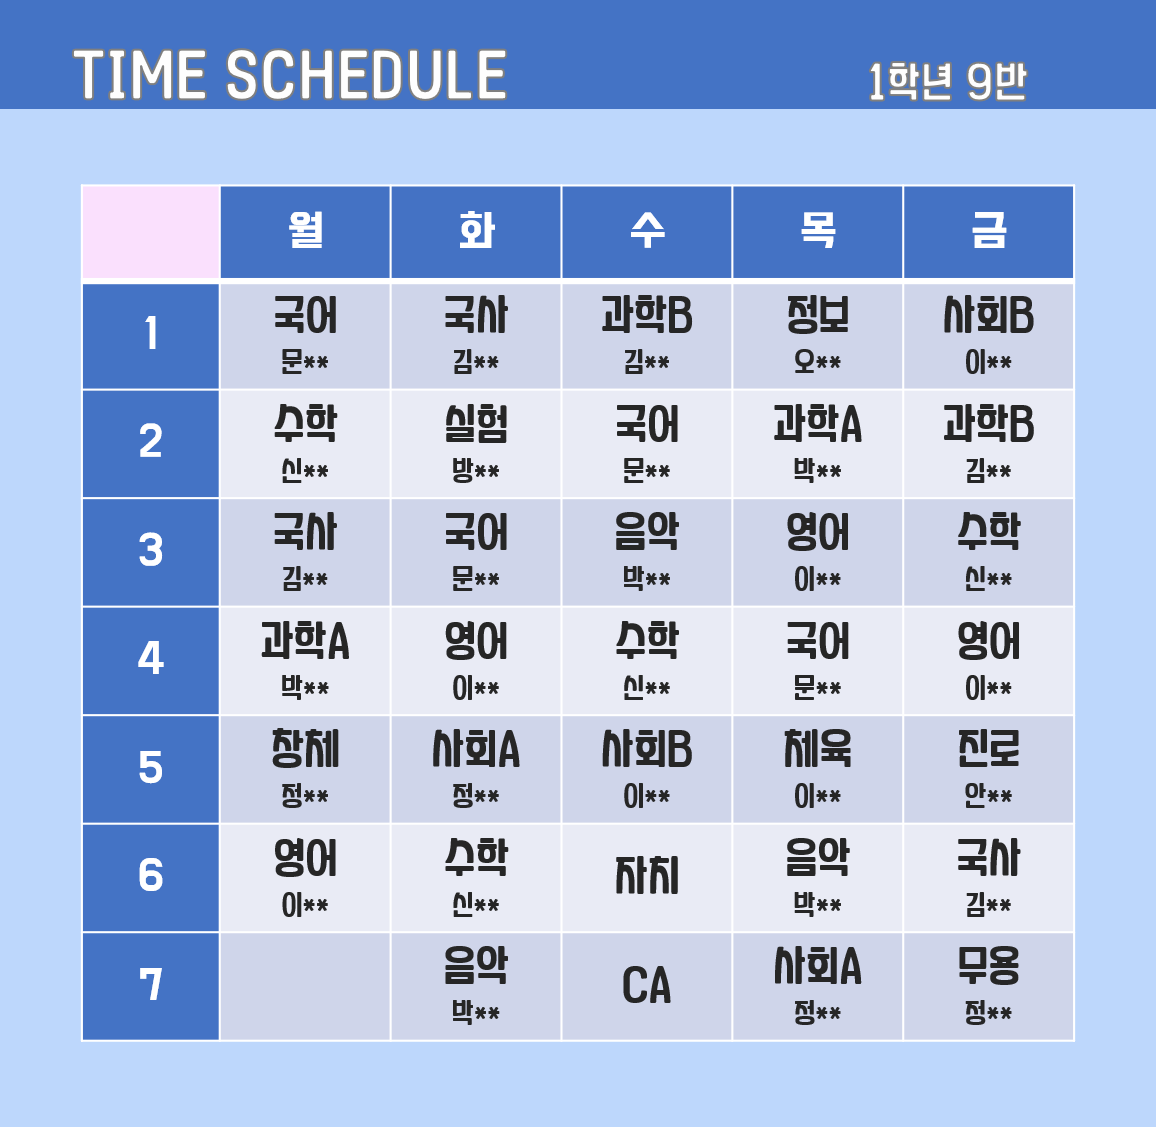 TIME SCHEDULE
1학년 9반
월 화 수 목 금
1 국어 국사 과학B 정보 사회B
문** 김** 김** 오** 이**
2 수학 실험 국어 과학A 과학B
신** 방** 문** 박** 김**
3 국사 국어 음악 영어 수학
김** 문** 박** 이** 신**
4 과학A 영어 수학 국어 영어
박** 이** 신** 문** 이**
5 창체 사회A 사회B 체육 진로
정** 정** 이** 이** 안**
6 영어 수학 자치 음악 국사
이** 신** 박** 김**
7 음악 CA 사회A 무용
박** 정** 정**